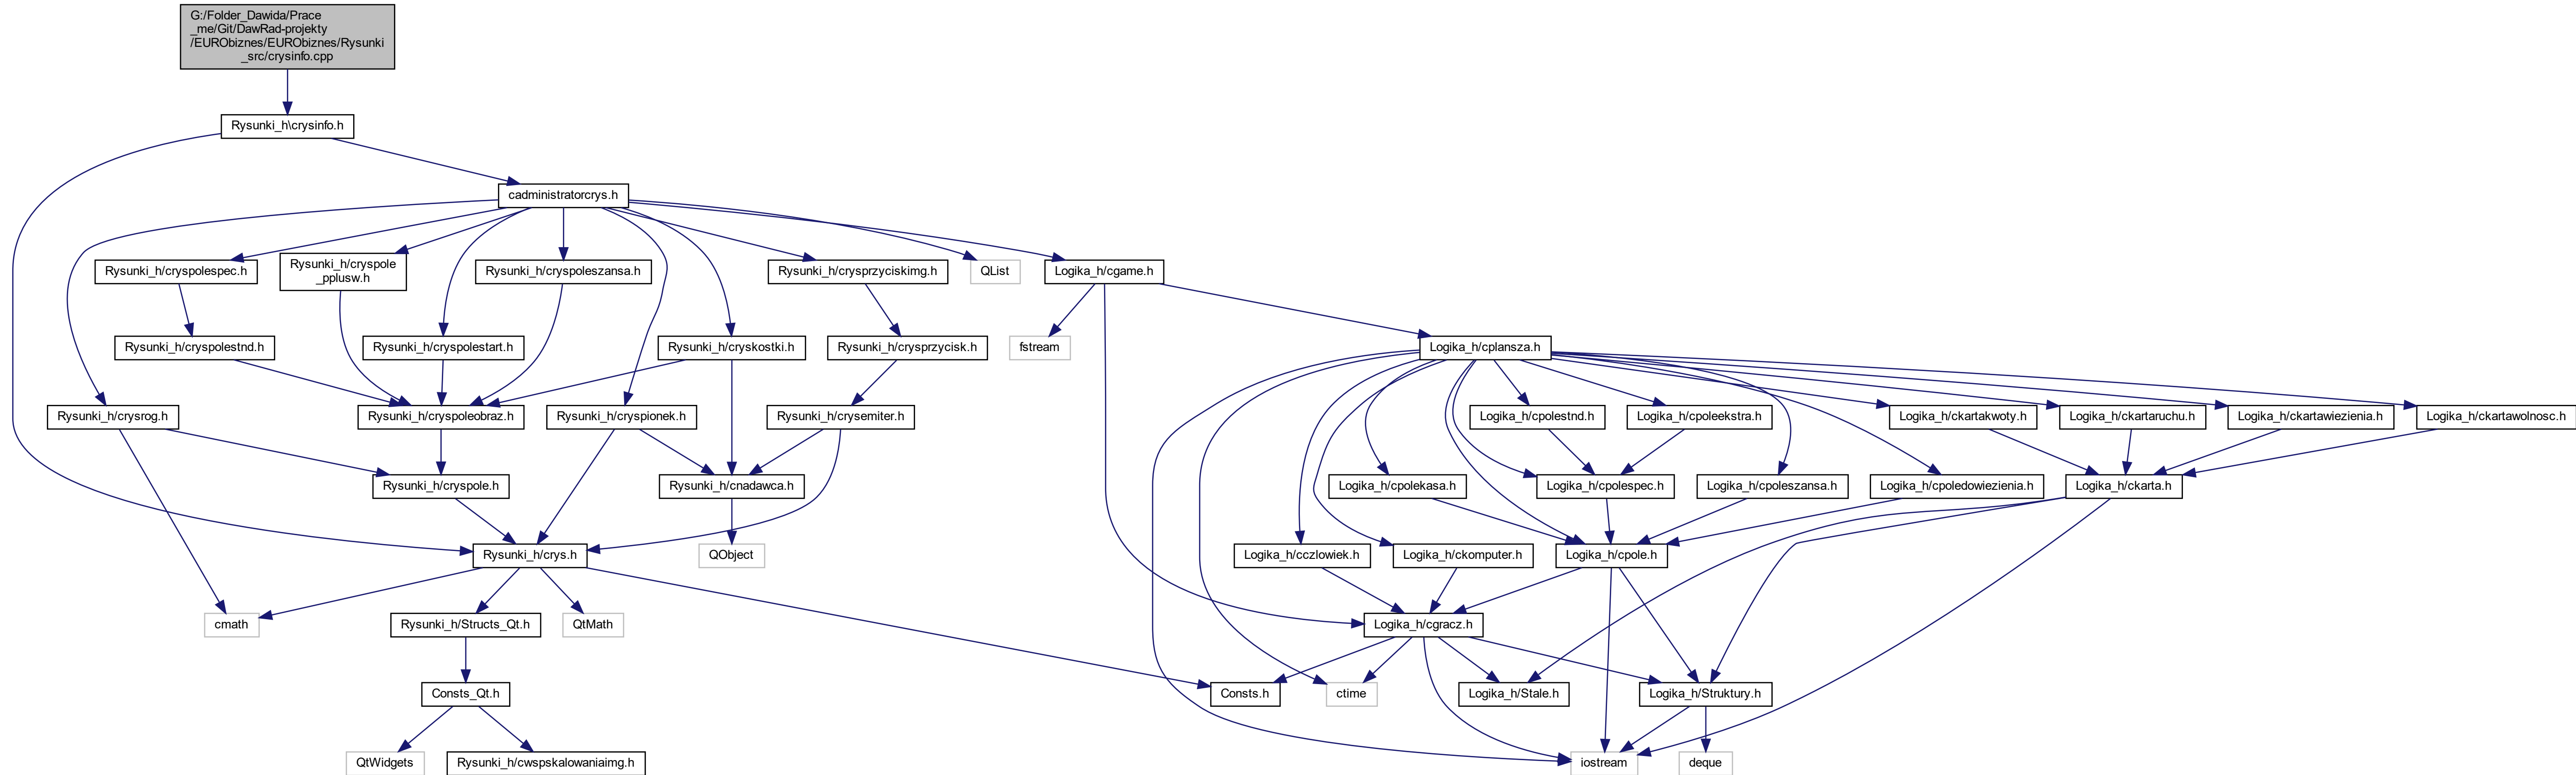 G:/Folder_Dawida/Prace
_me/Git/DawRad-projekty
/EURObiznes/EURObiznes/Rysunki
_src/crysinfo.cpp
Rysunki_h\crysinfo.h
cadministratorcrys.h
Rysunki_h/cryspolespec.h
Rysunki_h/cryspole
_pplusw.h
Rysunki_h/cryspoleszansa.h
Rysunki_h/crysprzyciskimg.h
QList
Logika_h/cgame.h
Rysunki_h/cryspolestnd.h
Rysunki_h/cryspolestart.h
Rysunki_h/cryskostki.h
Rysunki_h/crysprzycisk.h
fstream
Logika_h/cplansza.h
Rysunki_h/crysrog.h
Rysunki_h/cryspoleobraz.h
Rysunki_h/cryspionek.h
Rysunki_h/crysemiter.h
Logika_h/cpolestnd.h
Logika_h/cpoleekstra.h
Logika_h/ckartakwoty.h
Logika_h/ckartaruchu.h
Logika_h/ckartawiezienia.h
Logika_h/ckartawolnosc.h
Rysunki_h/cryspole.h
Rysunki_h/cnadawca.h
Logika_h/cpolekasa.h
Logika_h/cpolespec.h
Logika_h/cpoleszansa.h
Logika_h/cpoledowiezienia.h
Logika_h/ckarta.h
Rysunki_h/crys.h
QObject
Logika_h/cczlowiek.h
Logika_h/ckomputer.h
Logika_h/cpole.h
cmath
Rysunki_h/Structs_Qt.h
QtMath
Logika_h/cgracz.h
Consts_Qt.h
Consts.h
ctime
Logika_h/Stale.h
Logika_h/Struktury.h
QtWidgets
Rysunki_h/cwspskalowaniaimg.h
iostream
deque